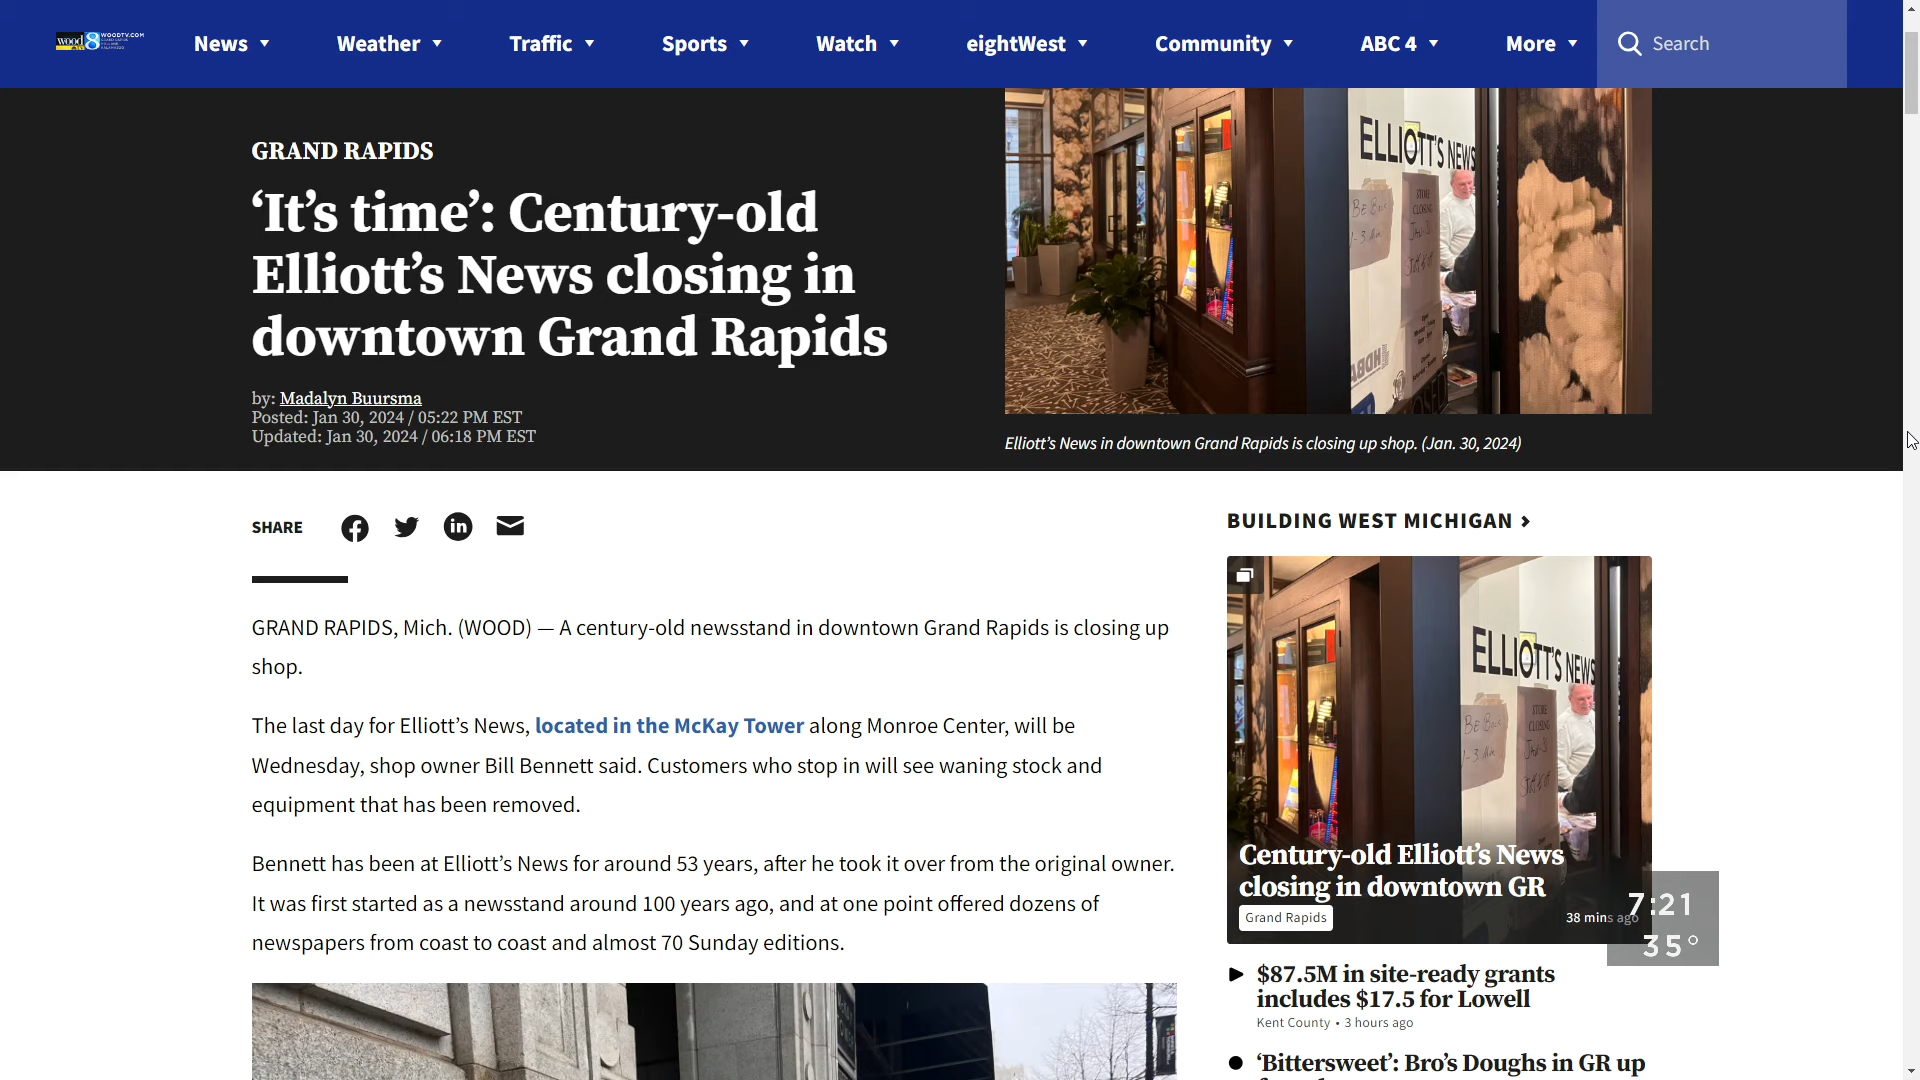 wood 8 WOODTV.COM
News
Weather
Traffic
Sports
Watch
eightWest
Community
ABC 4
More
Search
GRAND RAPIDS
‘It’s time’: Century-old
Elliott’s News closing in
downtown Grand Rapids
by: Madalyn Buursma
Posted: Jan 30, 2024 / 05:22 PM EST
Updated: Jan 30, 2024 / 06:18 PM EST
ELLIOTT'S NEWS
STORE
CLOSING
Elliott’s News in downtown Grand Rapids is closing up shop. (Jan. 30, 2024)
SHARE
GRAND RAPIDS, Mich. (WOOD) — A century-old newsstand in downtown Grand Rapids is closing up
shop.
The last day for Elliott’s News, located in the McKay Tower along Monroe Center, will be
Wednesday, shop owner Bill Bennett said. Customers who stop in will see waning stock and
equipment that has been removed.
Bennett has been at Elliott’s News for around 53 years, after he took it over from the original owner.
It was first started as a newsstand around 100 years ago, and at one point offered dozens of
newspapers from coast to coast and almost 70 Sunday editions.
BUILDING WEST MICHIGAN ›
ELLIOTT'S NEWS
STORE
CLOSING
Century-old Elliott’s News
closing in downtown GR
Grand Rapids
38 mins ago
7:21
35°
$87.5M in site-ready grants
includes $17.5 for Lowell
Kent County • 3 hours ago
‘Bittersweet’: Bro’s Doughs in GR up